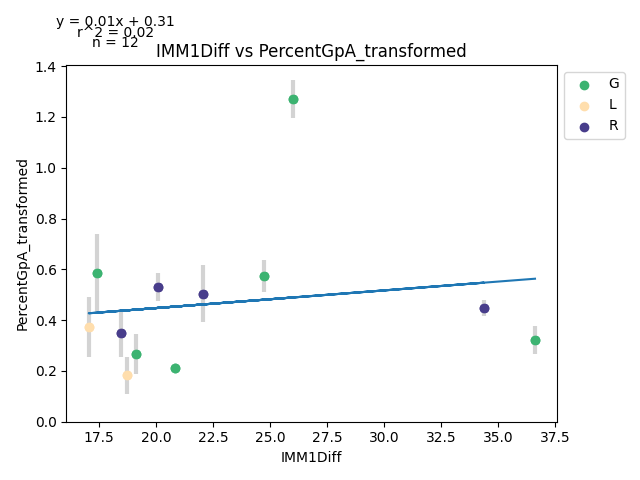 y = 0.01x + 0.31
r^2 = 0.02
n = 12
IMM1Diff vs PercentGpA_transformed
G
L
R
PercentGpA_transformed
1.4
1.2
1.0
0.8
0.6
0.4
0.2
0.0
17.5 20.0 22.5 25.0 27.5 30.0 32.5 35.0 37.5
IMM1Diff